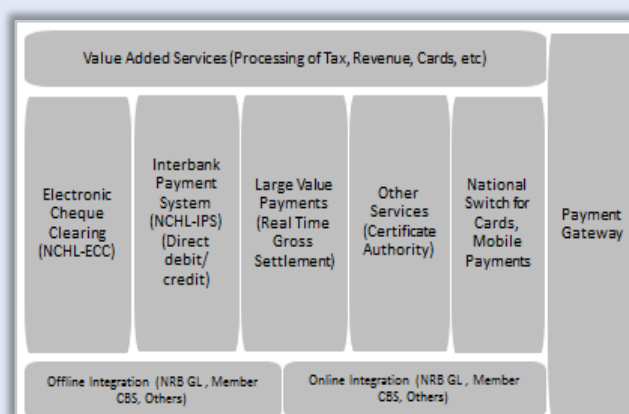 Value Added Services (Processing of Tax, Revenue, Cards, etc)
Electronic
Cheque
Clearing
(NCHL-ECC)
Interbank
Payment
System
(NCHL-IPS)
(Direct
debit/
credit)
Large Value
Payments
(Real Time
Gross
Settlement)
Other
Services
(Certificate
Authority)
National
Switch for
Cards,
Mobile
Payments
Payment
Gateway
Offline Integration (NRB GL , Member
CBS, Others)
Online Integration (NRB GL , Member
CBS, Others)